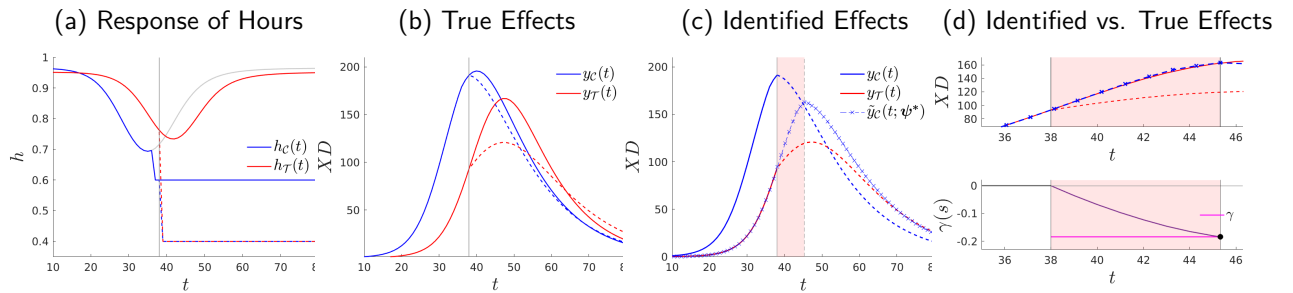 (a) Response of Hours
1
0.9
0.8
0.7
0.6
0.5
0.4
h
10 20 30 40 50 60 70 8
t
h_C(t)
h_T(t)
(b) True Effects
200
150
100
50
XD
10 20 30 40 50 60 70 8
t
y_C(t)
y_T(t)
(c) Identified Effects
200
150
100
50
XD
10 20 30 40 50 60 70 8
t
y_C(t)
y_T(t)
ỹ_C(t; ψ*)
(d) Identified vs. True Effects
160
140
120
100
80
XD
36 38 40 42 44 46
t
0
-0.1
-0.2
γ(s)
γ
36 38 40 42 44 46
t